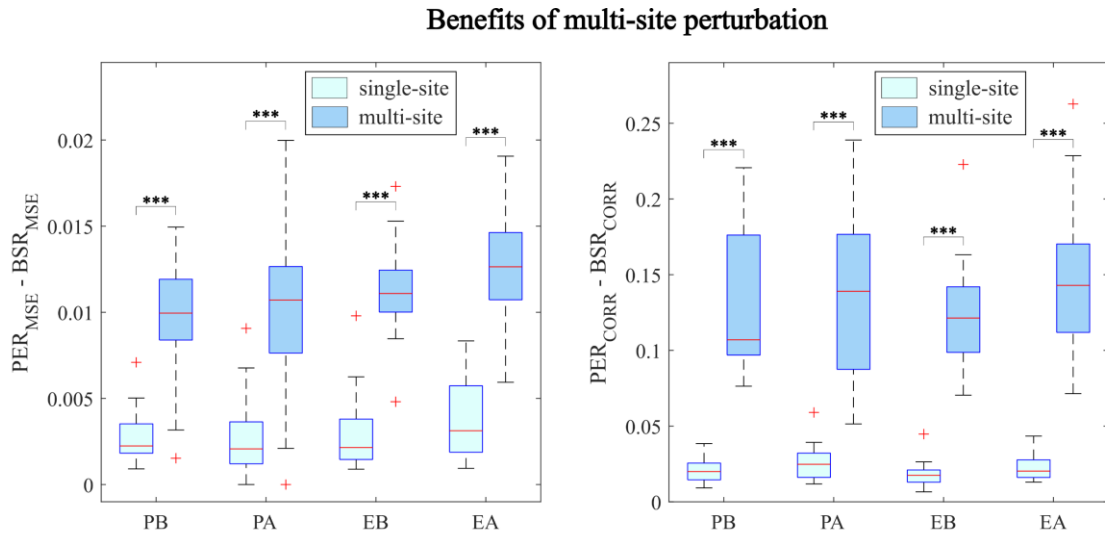 Benefits of multi-site perturbation
single-site
multi-site
***
***
***
***
0.02
0.015
0.01
0.005
0
PER_MSE - BSR_MSE
PB PA EB EA
single-site
multi-site
***
***
***
***
0.25
0.2
0.15
0.1
0.05
0
PER_CORR - BSR_CORR
PB PA EB EA